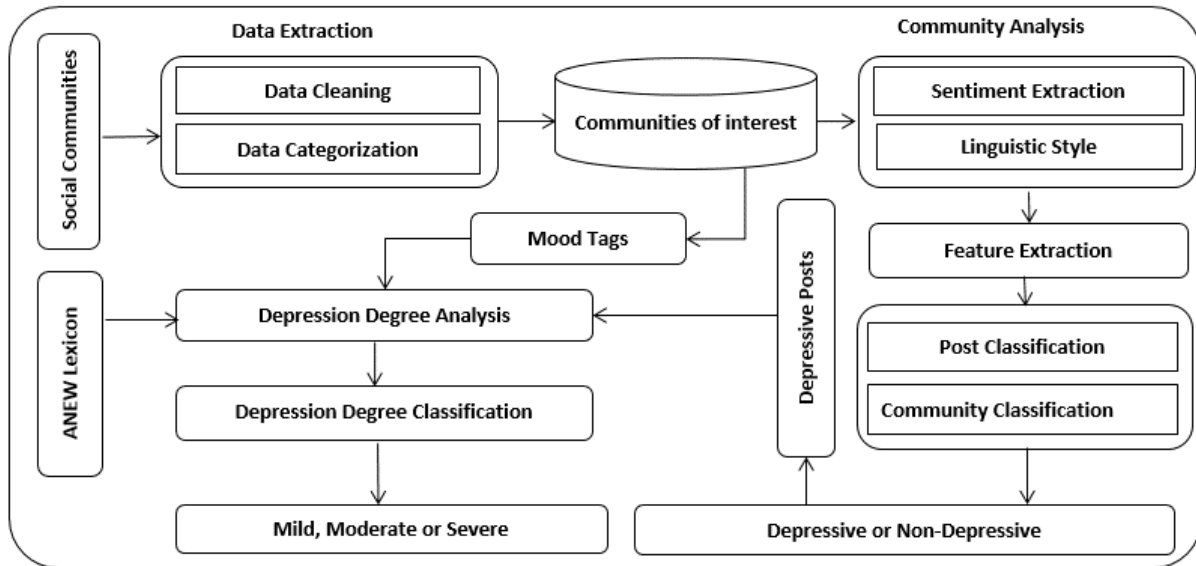 Data Extraction
Community Analysis
Social Communities
Data Cleaning
Data Categorization
Communities of interest
Sentiment Extraction
Linguistic Style
Mood Tags
Feature Extraction
ANEW Lexicon
Depression Degree Analysis
Depressive Posts
Post Classification
Depression Degree Classification
Community Classification
Mild, Moderate or Severe
Depressive or Non-Depressive